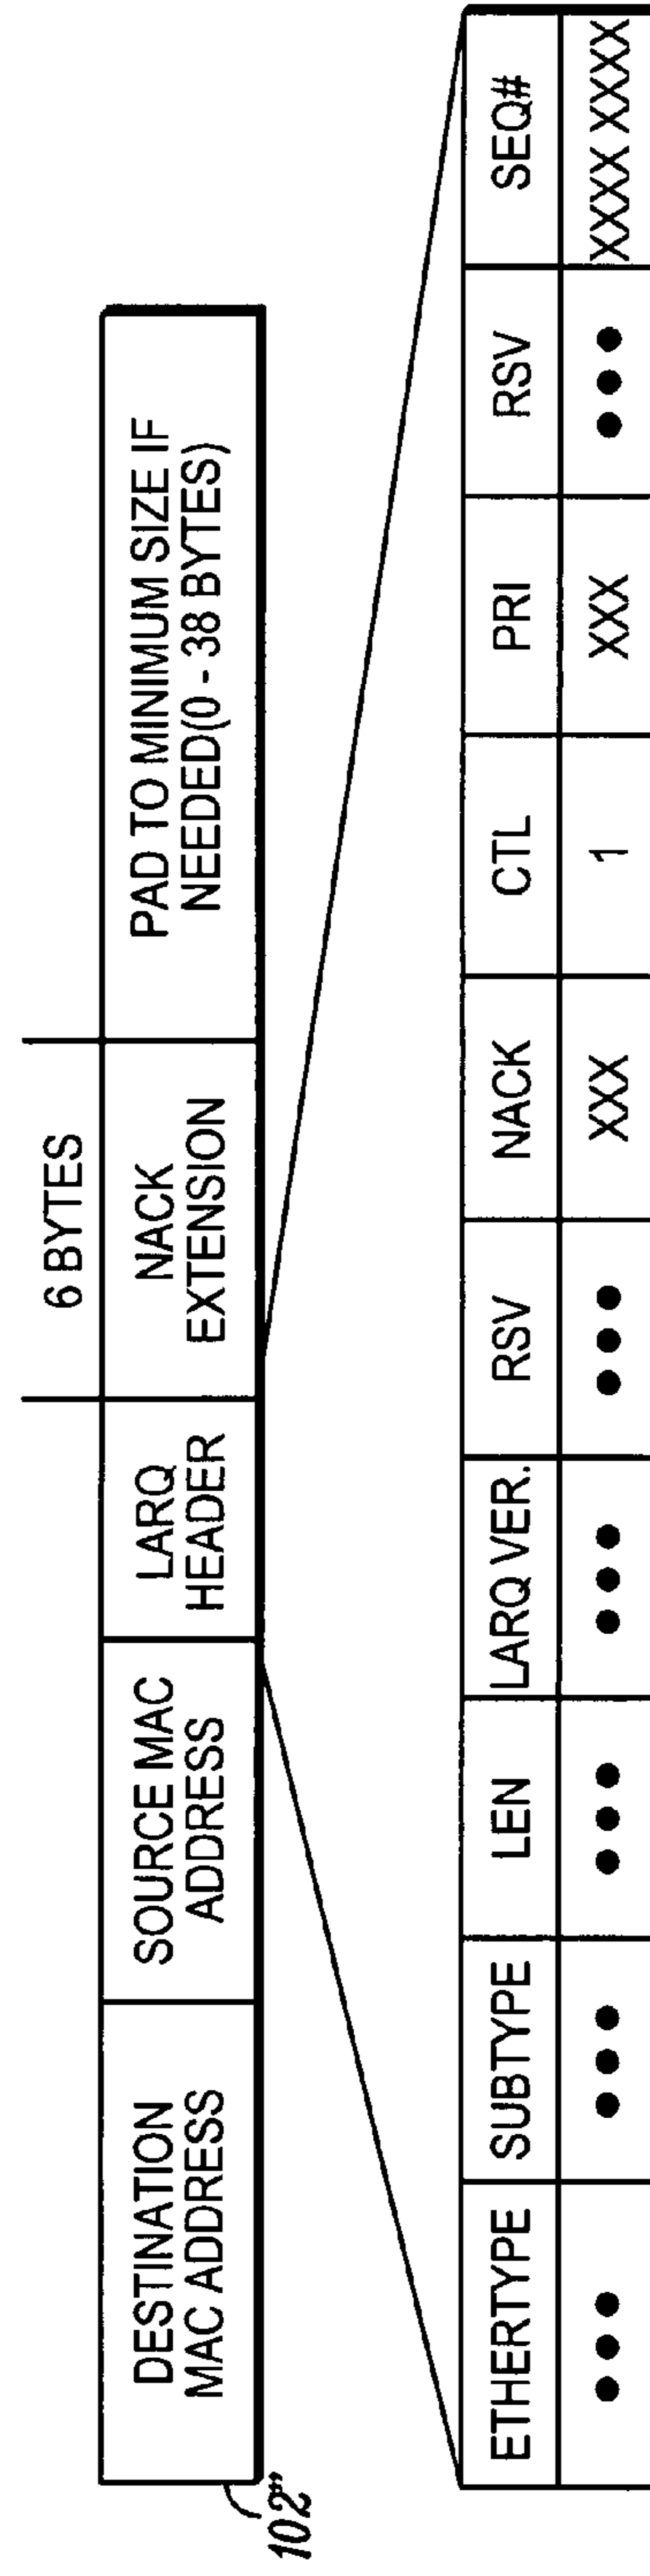 6 BYTES
DESTINATION
MAC ADDRESS
SOURCE MAC
ADDRESS
LARQ
HEADER
NACK
EXTENSION
PAD TO MINIMUM SIZE IF
NEEDED(0 - 38 BYTES)
102"
ETHERTYPE
SUBTYPE
LEN
LARQ VER.
RSV
NACK
CTL
PRI
RSV
SEQ#
XXX
1
XXX
XXXX XXXX